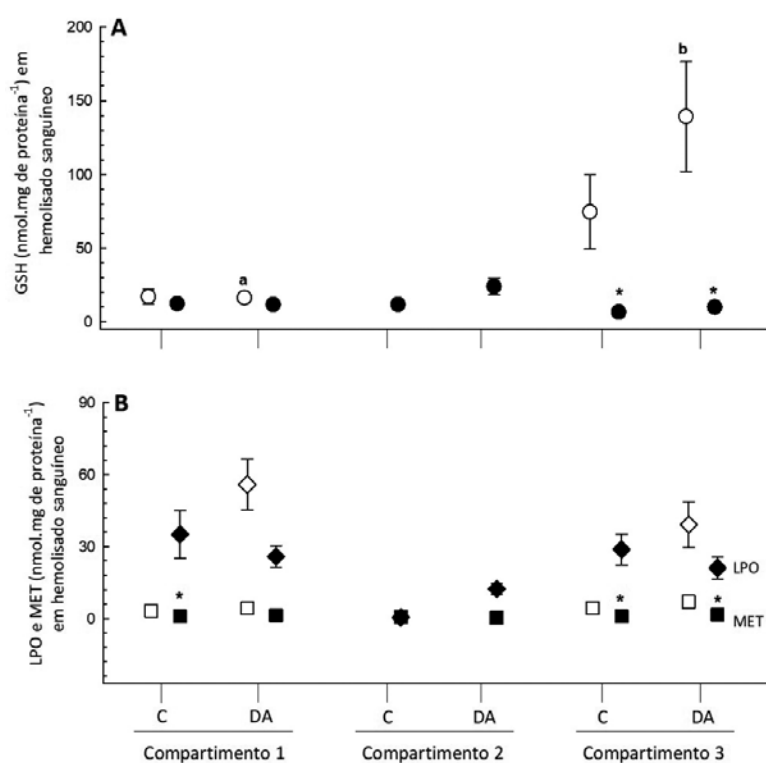 A
GSH (nmol.mg de proteína⁻¹) em
hemolisado sanguíneo
200
150
100
50
0
a
b
*
*
B
LPO e MET (nmol.mg de proteína⁻¹)
em hemolisado sanguíneo
90
60
30
0
*
*
*
LPO
MET
C
DA
C
DA
C
DA
Compartimento 1
Compartimento 2
Compartimento 3